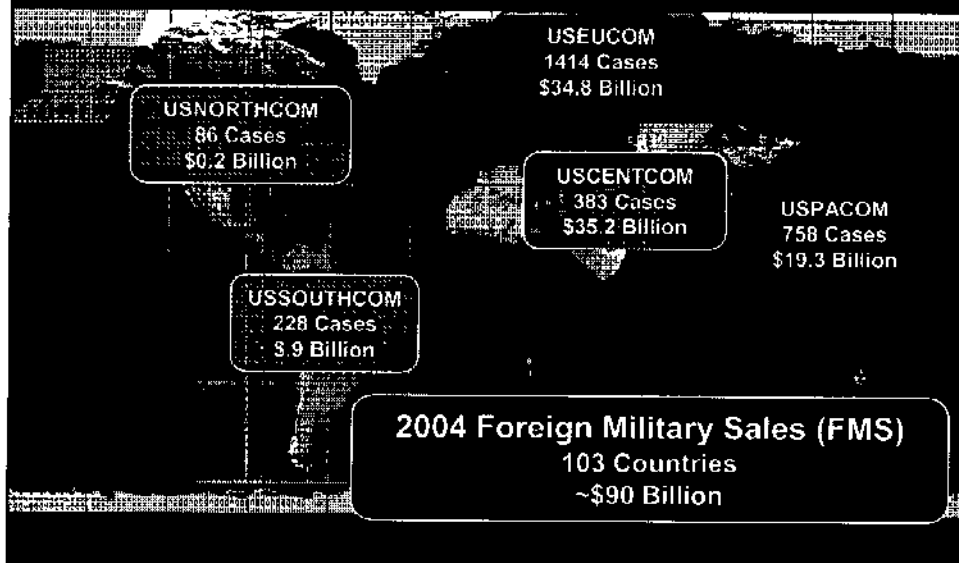 USEUCOM
1414 Cases
$34.8 Billion
USNORTHCOM
86 Cases
$0.2 Billion
USCENTCOM
383 Cases
$35.2 Billion
USPACOM
758 Cases
$19.3 Billion
USSOUTHCOM
228 Cases
$.9 Billion
2004 Foreign Military Sales (FMS)
103 Countries
~$90 Billion